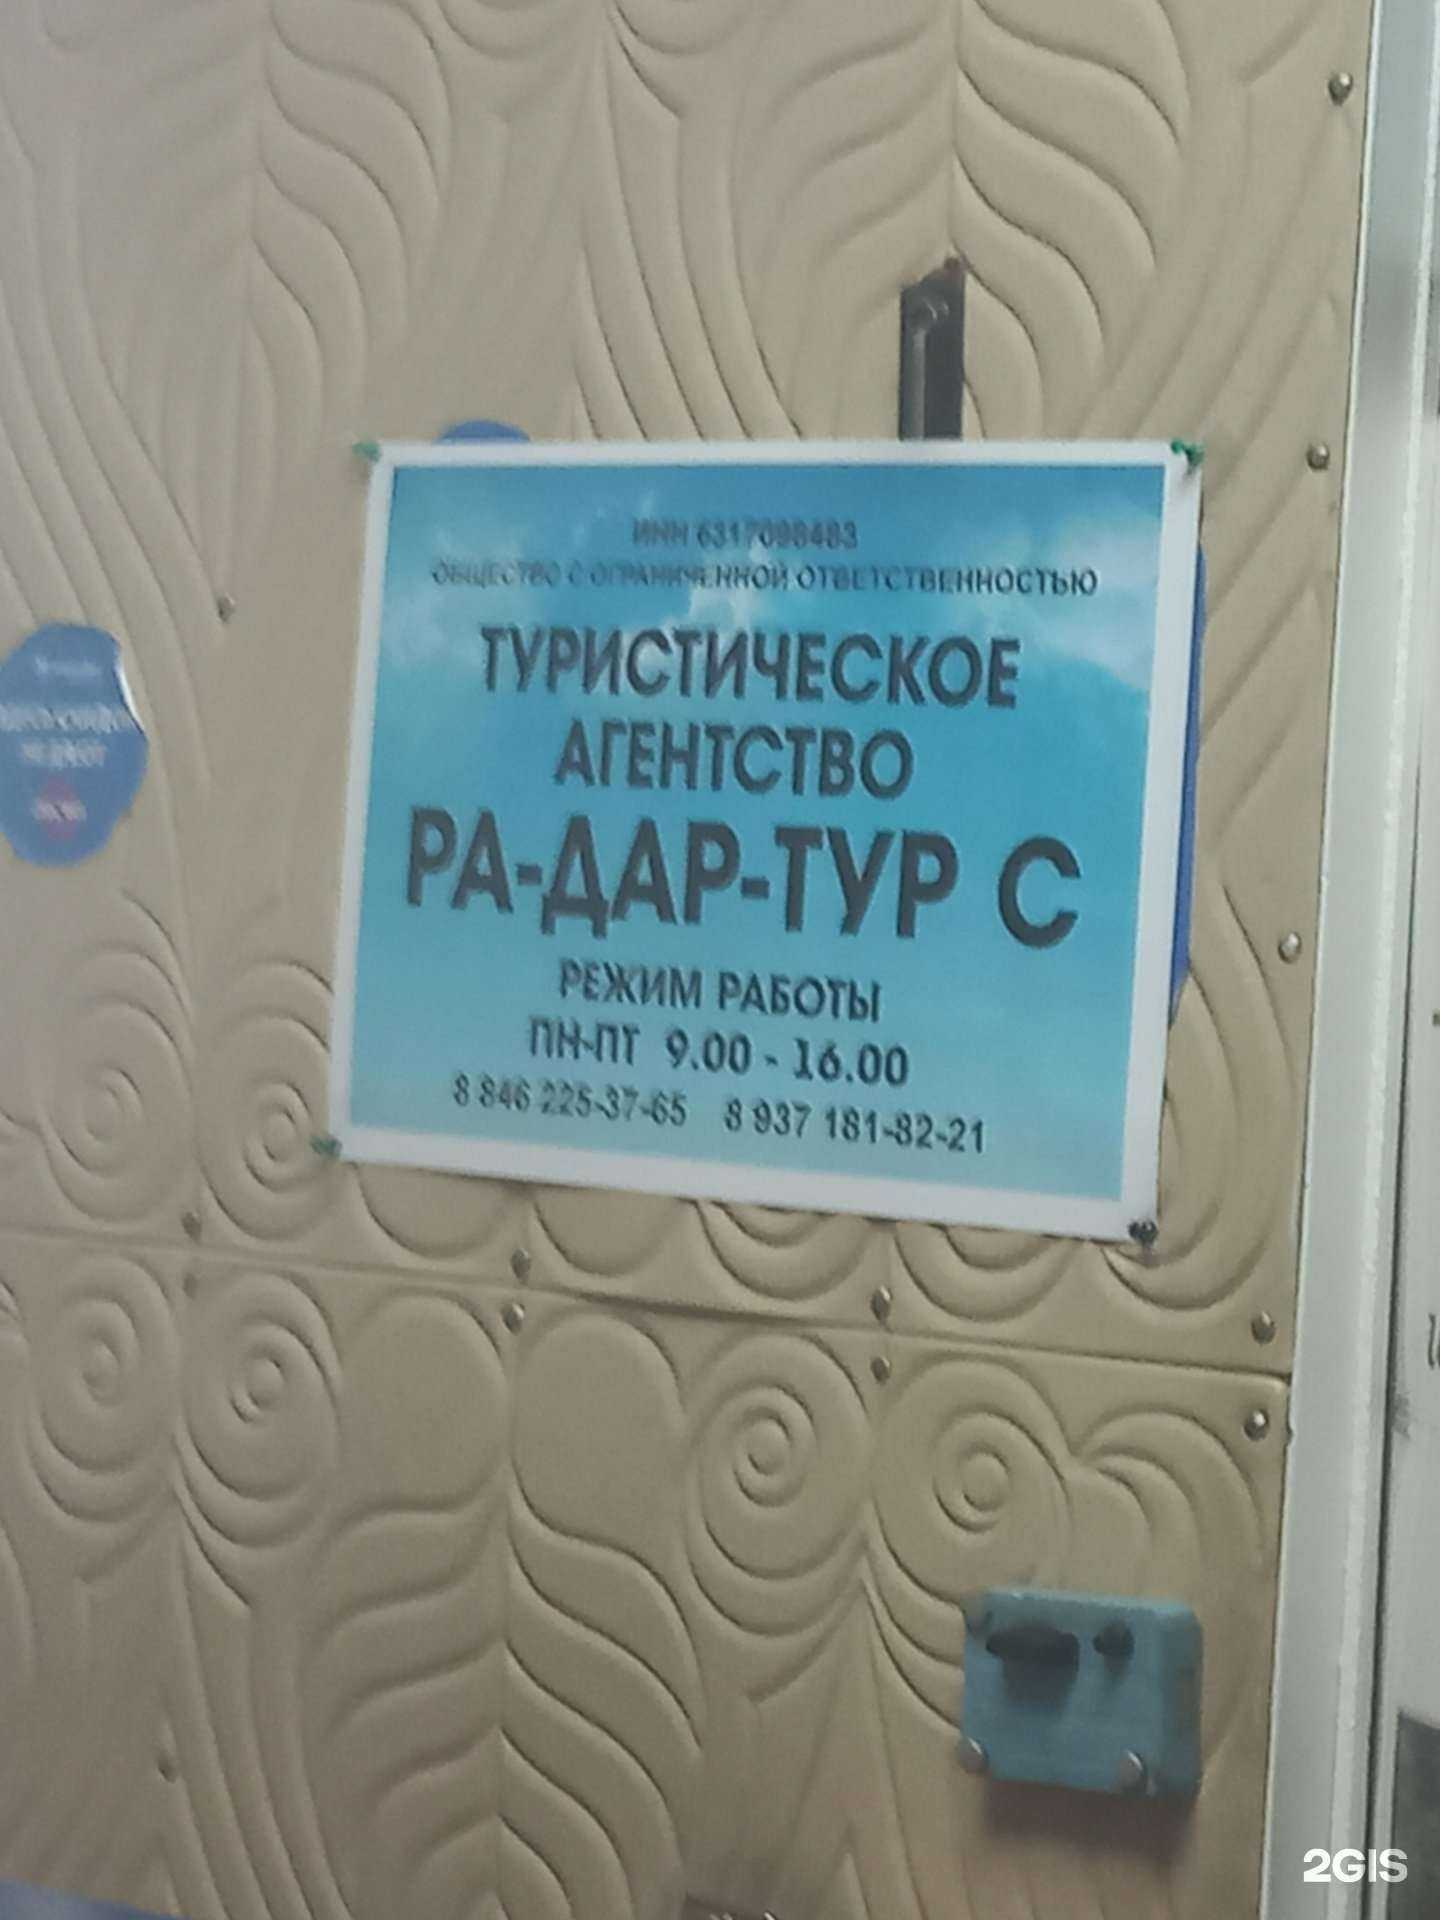 ИНН 6317098483
ОБЩЕСТВО С ОГРАНИЧЕННОЙ ОТВЕТСТВЕННОСТЬЮ
ТУРИСТИЧЕСКОЕ
АГЕНТСТВО
РА-ДАР-ТУР С
РЕЖИМ РАБОТЫ
ПН-ПТ 9.00 - 16.00
8 846 225-37-65 8 937 181-82-21
2GIS